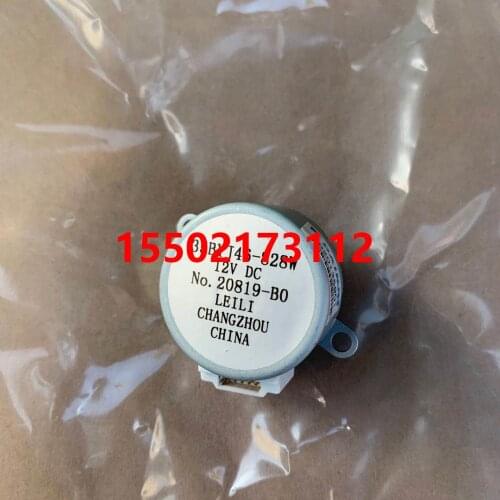 15502173112
12V DC
No. 20819-B0
LEILI
CHANGZHOU
CHINA